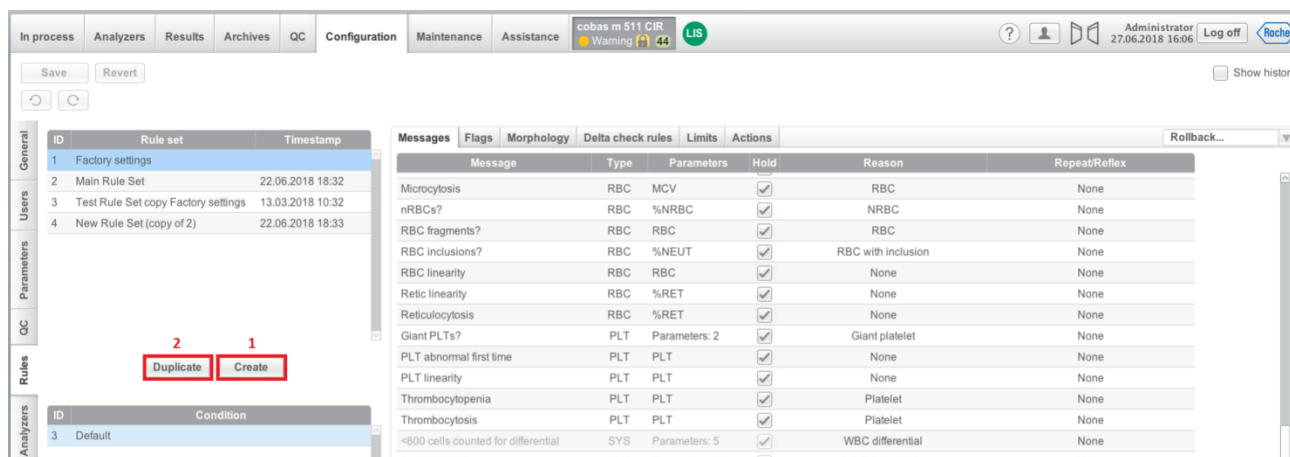 In process Analyzers Results Archives QC Configuration Maintenance Assistance
cobas m 511 CIR
Warning 44
LIS
?
Administrator
27.06.2018 16:06
Log off
Roche
Save Revert
Show histor
General
Users
Parameters
QC
Rules
Analyzers
ID Rule set Timestamp
1 Factory settings
2 Main Rule Set 22.06.2018 18:32
3 Test Rule Set copy Factory settings 13.03.2018 10:32
4 New Rule Set (copy of 2) 22.06.2018 18:33
2 1
Duplicate Create
ID Condition
3 Default
Messages Flags Morphology Delta check rules Limits Actions Rollback...
Message Type Parameters Hold Reason Repeat/Reflex
Microcytosis RBC MCV RBC None
nRBCs? RBC %NRBC NRBC None
RBC fragments? RBC RBC RBC None
RBC inclusions? RBC %NEUT RBC with inclusion None
RBC linearity RBC RBC None None
Retic linearity RBC %RET None None
Reticulocytosis RBC %RET None None
Giant PLTs? PLT Parameters: 2 Giant platelet None
PLT abnormal first time PLT PLT None None
PLT linearity PLT PLT None None
Thrombocytopenia PLT PLT Platelet None
Thrombocytosis PLT PLT Platelet None
<600 cells counted for differential SYS Parameters: 5 WBC differential None